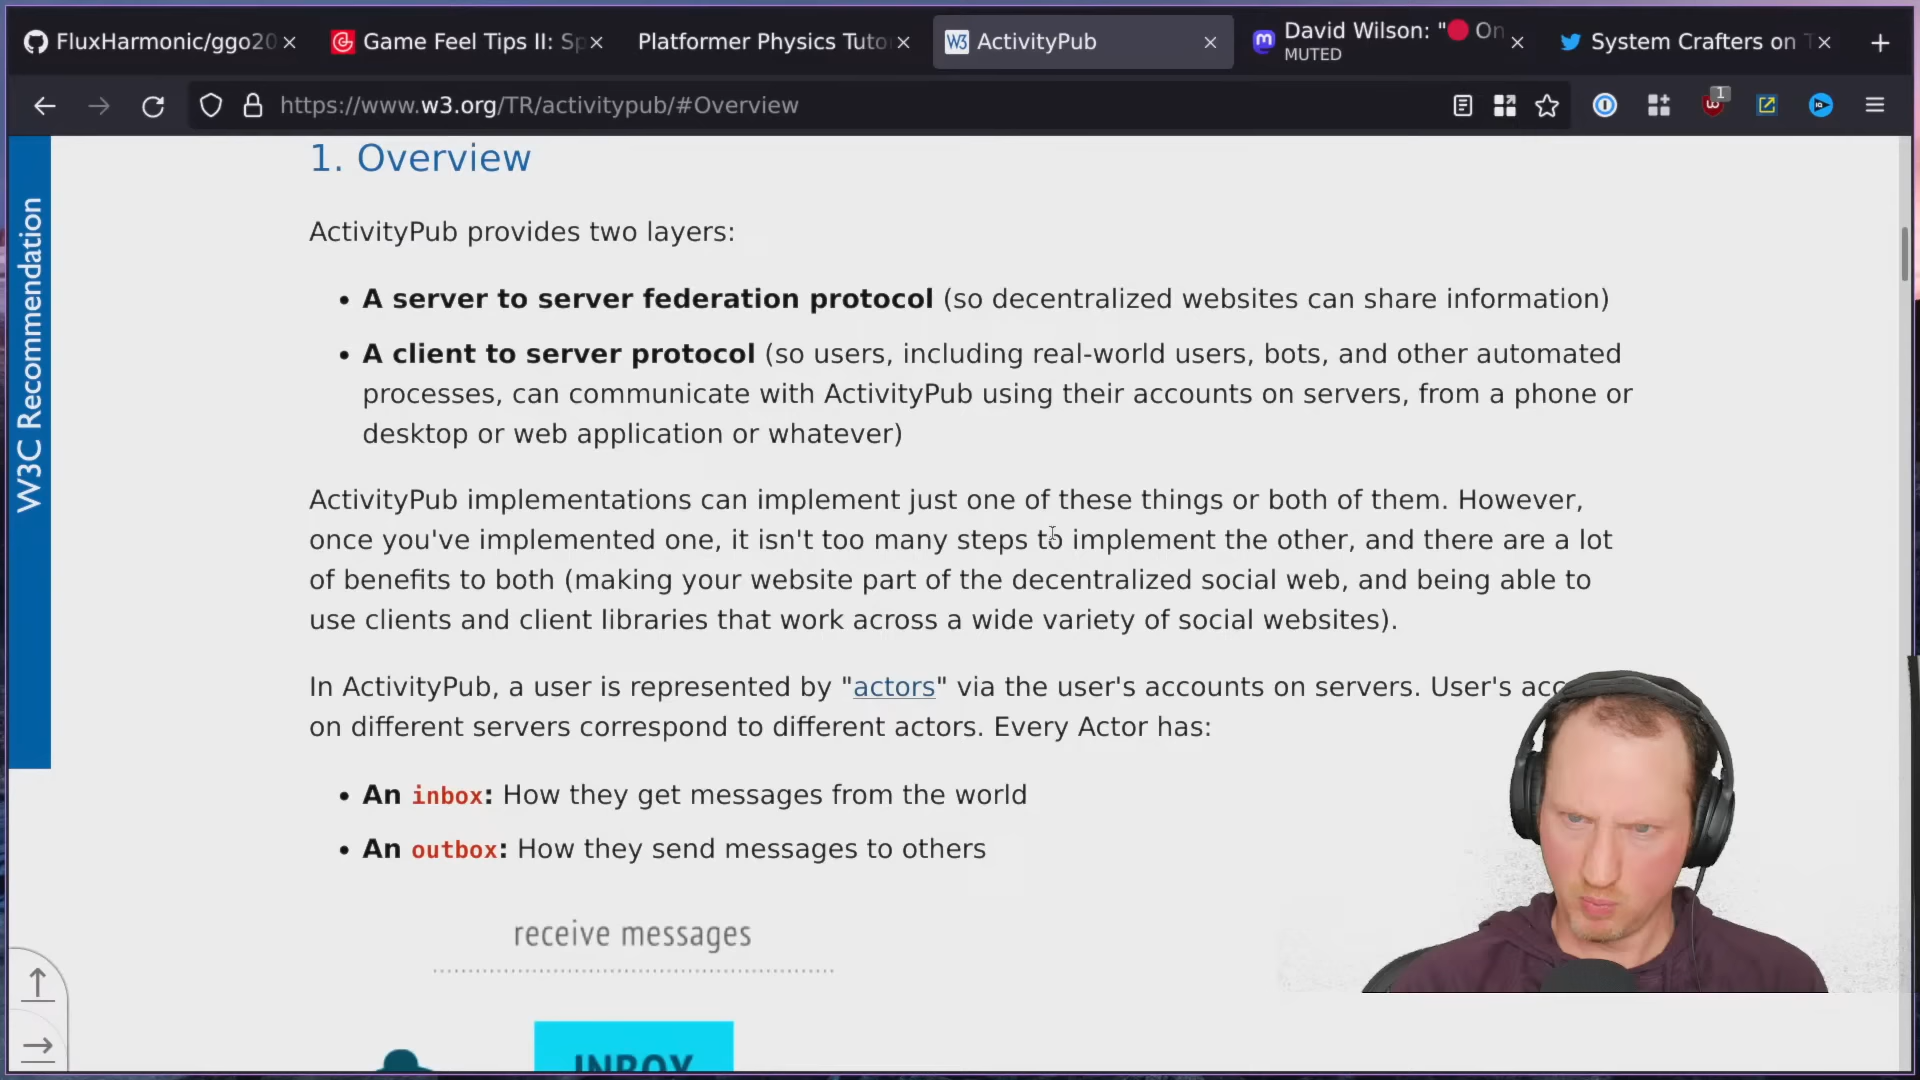 FluxHarmonic/ggo20
Game Feel Tips II: Sp
Platformer Physics Tuto
W3 ActivityPub
David Wilson: "🔴 On
MUTED
System Crafters on T
https://www.w3.org/TR/activitypub/#Overview
1
W3C Recommendation
1. Overview
ActivityPub provides two layers:
• A server to server federation protocol (so decentralized websites can share information)
• A client to server protocol (so users, including real-world users, bots, and other automated
processes, can communicate with ActivityPub using their accounts on servers, from a phone or
desktop or web application or whatever)
ActivityPub implementations can implement just one of these things or both of them. However,
once you've implemented one, it isn't too many steps to implement the other, and there are a lot
of benefits to both (making your website part of the decentralized social web, and being able to
use clients and client libraries that work across a wide variety of social websites).
In ActivityPub, a user is represented by "actors" via the user's accounts on servers. User's acc
on different servers correspond to different actors. Every Actor has:
• An inbox: How they get messages from the world
• An outbox: How they send messages to others
receive messages
INBOX